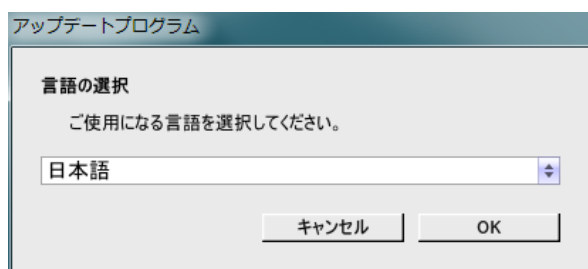 アップデートプログラム
言語の選択
ご使用になる言語を選択してください。
日本語
キャンセル OK